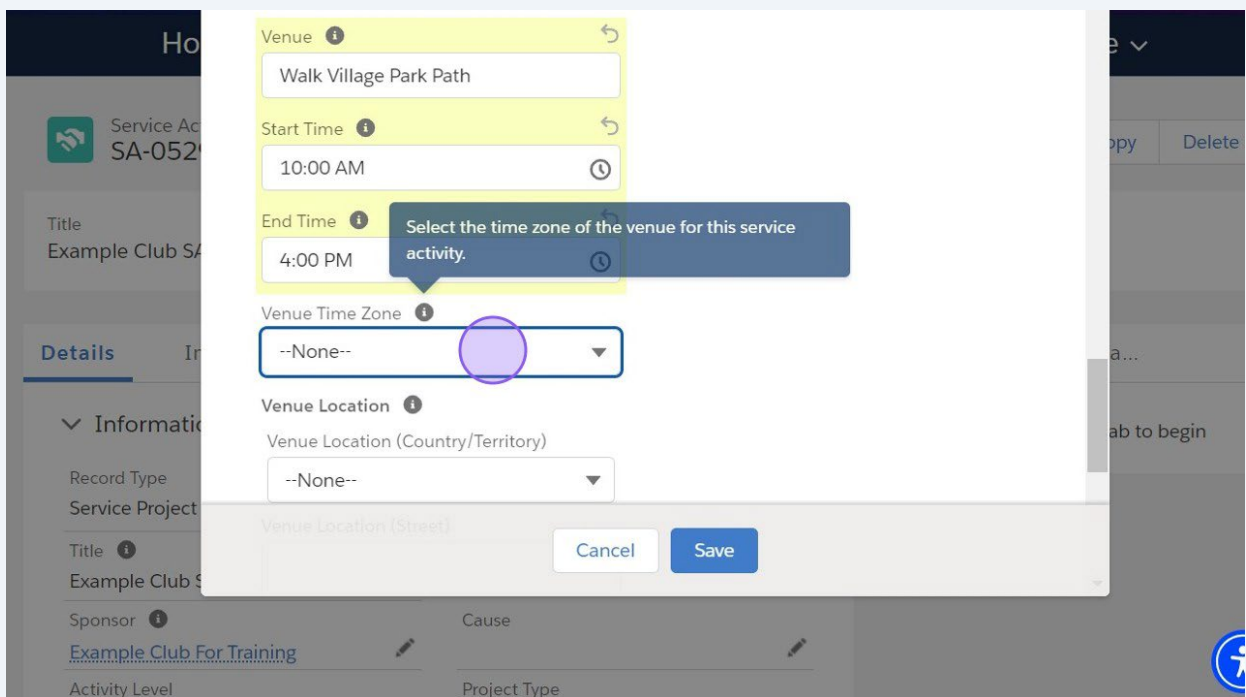 Ho
e
Service Ac
SA-052
opy
Delete
Title
Example Club SA
Details
In
a...
Informatio
ab to begin
Record Type
Service Project
Title
Example Club S
Sponsor
Example Club For Training
Cause
Activity Level
Project Type
Venue
Walk Village Park Path
Start Time
10:00 AM
End Time
4:00 PM
Select the time zone of the venue for this service
activity.
Venue Time Zone
--None--
Venue Location
Venue Location (Country/Territory)
--None--
Venue Location (Street)
Cancel
Save